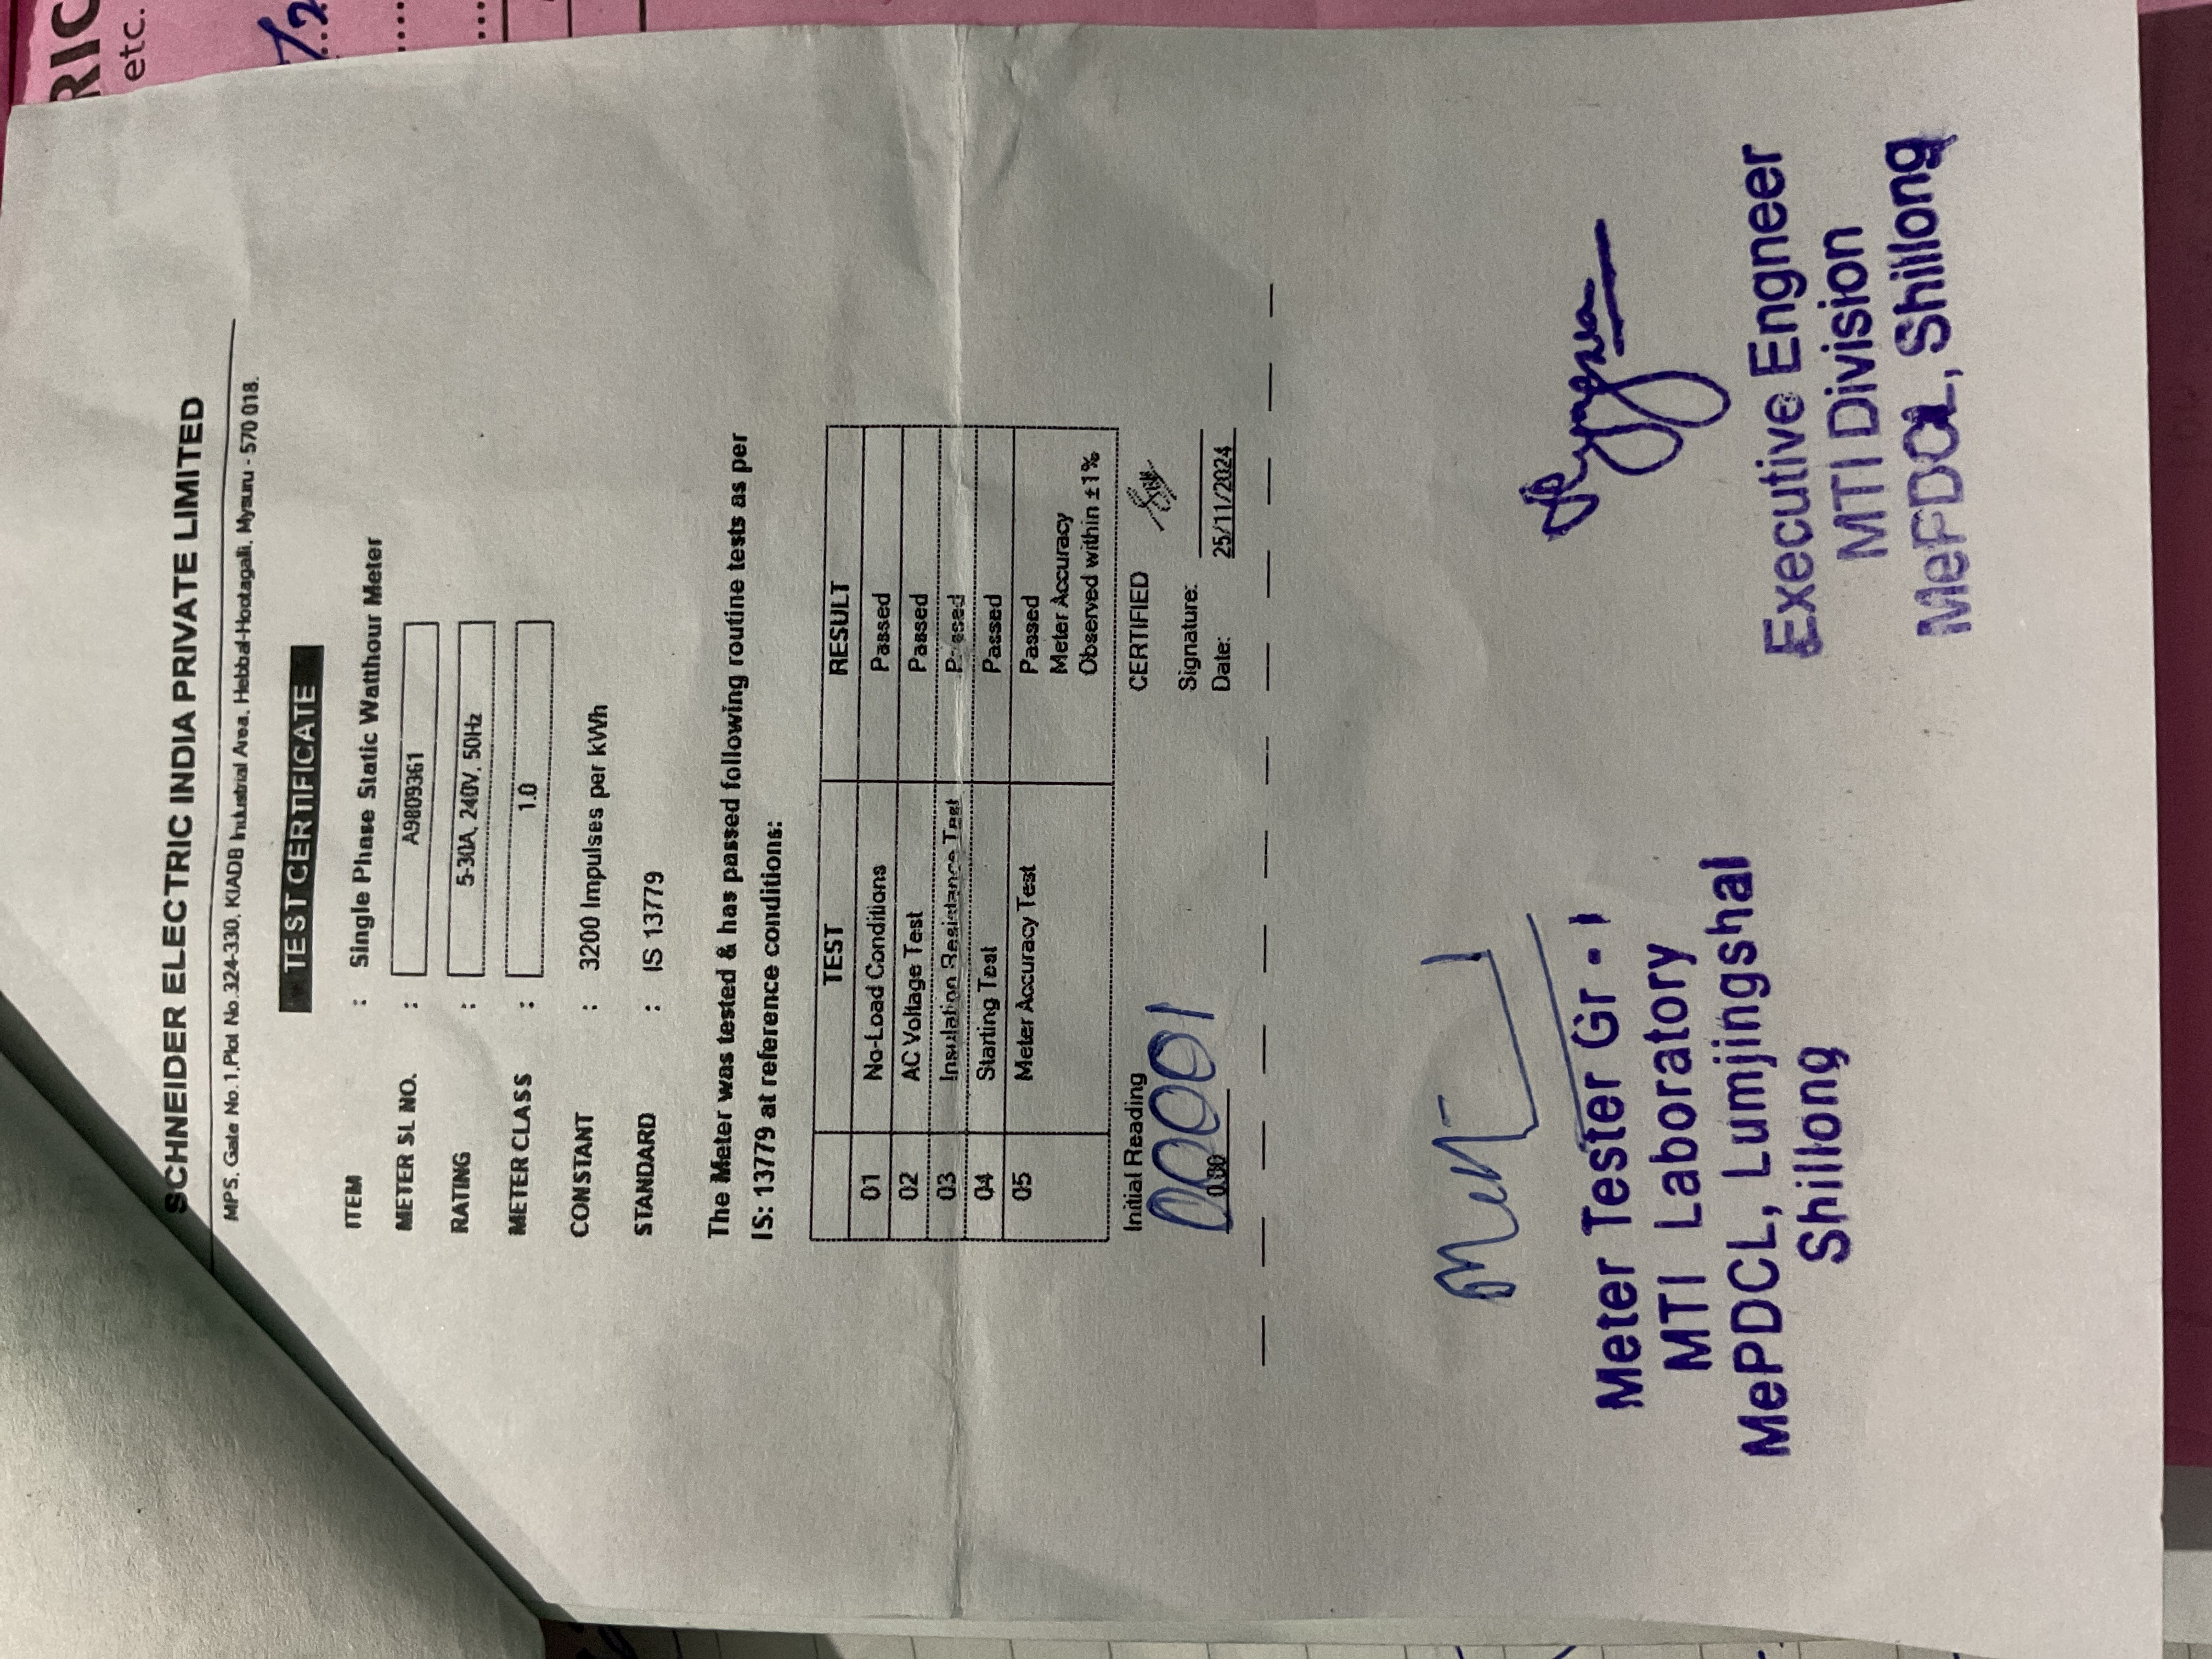 RIC
etc.
SCHNEIDER ELECTRIC INDIA PRIVATE LIMITED
MPS, Gate No.1,Plot No.324-330, KIADB Industrial Area, Hebbal-Hootagalli, Mysuru - 570 018.
TEST CERTIFICATE
ITEM : Single Phase Static Watthour Meter
METER SL NO. : A9809361
RATING : 5-30A, 240V, 50Hz
METER CLASS : 1.0
CONSTANT : 3200 Impulses per kWh
STANDARD : IS 13779
The Meter was tested & has passed following routine tests as per
IS: 13779 at reference conditions:
TEST RESULT
01 No-Load Conditions Passed
02 AC Voltage Test Passed
03 Insulation Resistance Test Passed
04 Starting Test Passed
05 Meter Accuracy Test Passed
Meter Accuracy
Observed within ±1%
Initial Reading CERTIFIED
00001
Signature:
Date: 25/11/2024
Meter Tester Gr - I
MTI Laboratory
MePDCL, Lumjingshai
Shillong
Executive Engneer
MTI Division
MePDCL, Shillong